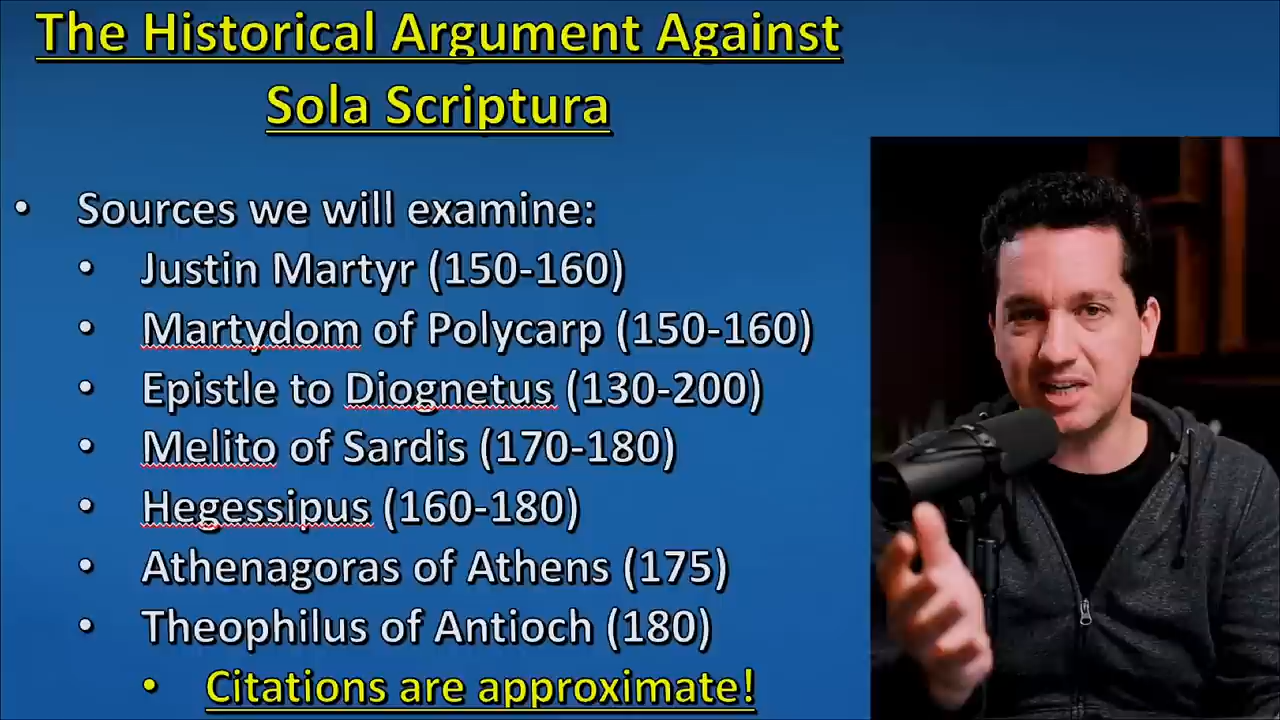 The Historical Argument Against
Sola Scriptura
• Sources we will examine:
• Justin Martyr (150-160)
• Martydom of Polycarp (150-160)
• Epistle to Diognetus (130-200)
• Melito of Sardis (170-180)
• Hegessipus (160-180)
• Athenagoras of Athens (175)
• Theophilus of Antioch (180)
• Citations are approximate!